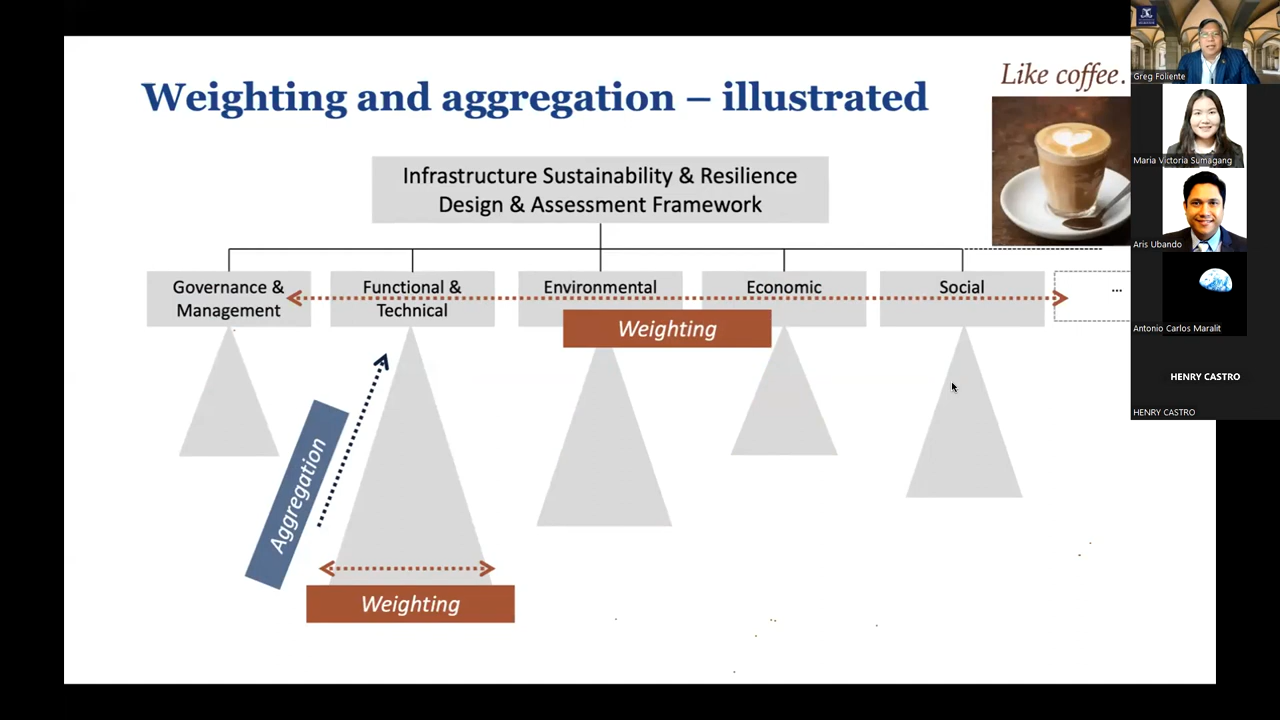 Weighting and aggregation – illustrated
Like coffee.
Infrastructure Sustainability & Resilience
Design & Assessment Framework
Governance &
Management
Functional &
Technical
Environmental
Economic
Social
...
Weighting
Aggregation
Weighting
Greg Foliente
Maria Victoria Sumagang
Aris Ubando
Antonio Carlos Maralit
HENRY CASTRO
HENRY CASTRO